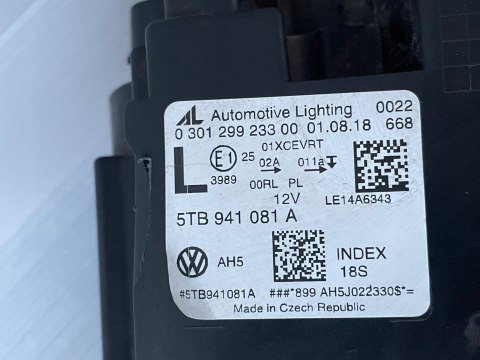 AL Automotive Lighting 0022
0 301 299 233 00 01.08.18 668
01XCEVRT
L E1 25 02A 011a
3989 00RL PL
12V LE14A6343
5TB 941 081 A
VW AH5 INDEX
18S
#5TB941081A ###*899 AH5J022330$*=
Made in Czech Republic